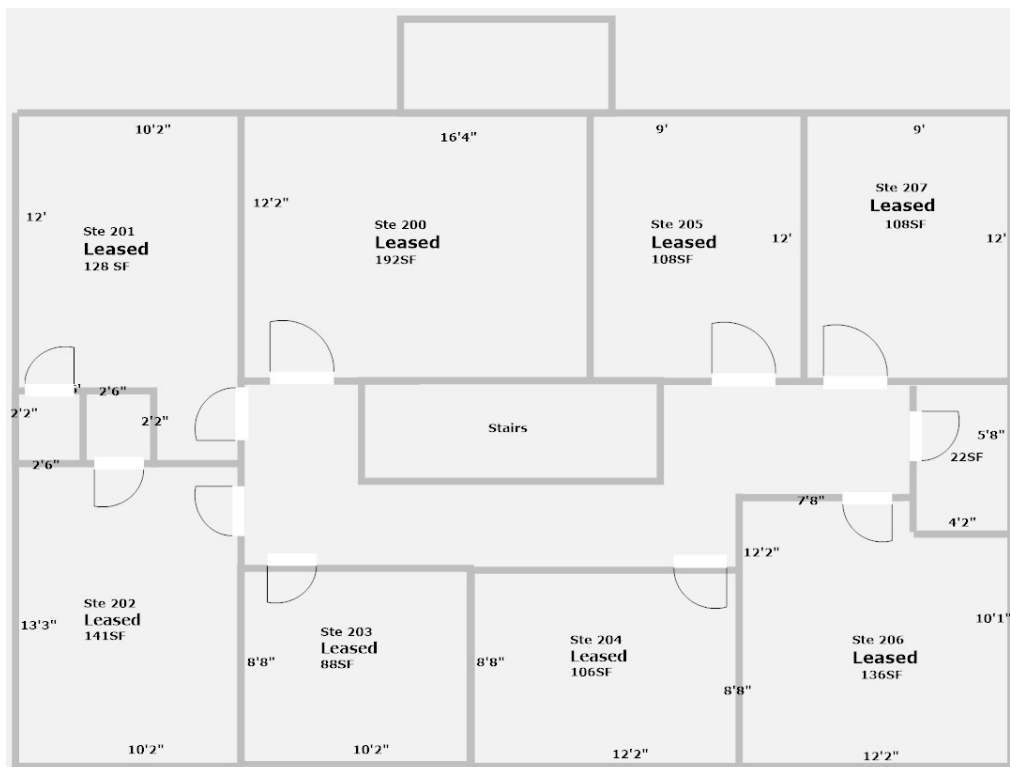 10'2"
16'4"
9'
9'
12'
12'2"
Ste 201
Leased
128 SF
Ste 200
Leased
192SF
Ste 205
Leased
108SF
12'
Ste 207
Leased
108SF
12'
2'6"
2'2"
2'2"
2'6"
Stairs
5'8"
22SF
4'2"
7'8"
12'2"
Ste 202
Leased
141SF
13'3"
10'2"
Ste 203
Leased
88SF
8'8"
10'2"
Ste 204
Leased
106SF
8'8"
12'2"
8'8"
Ste 206
Leased
136SF
10'1"
12'2"